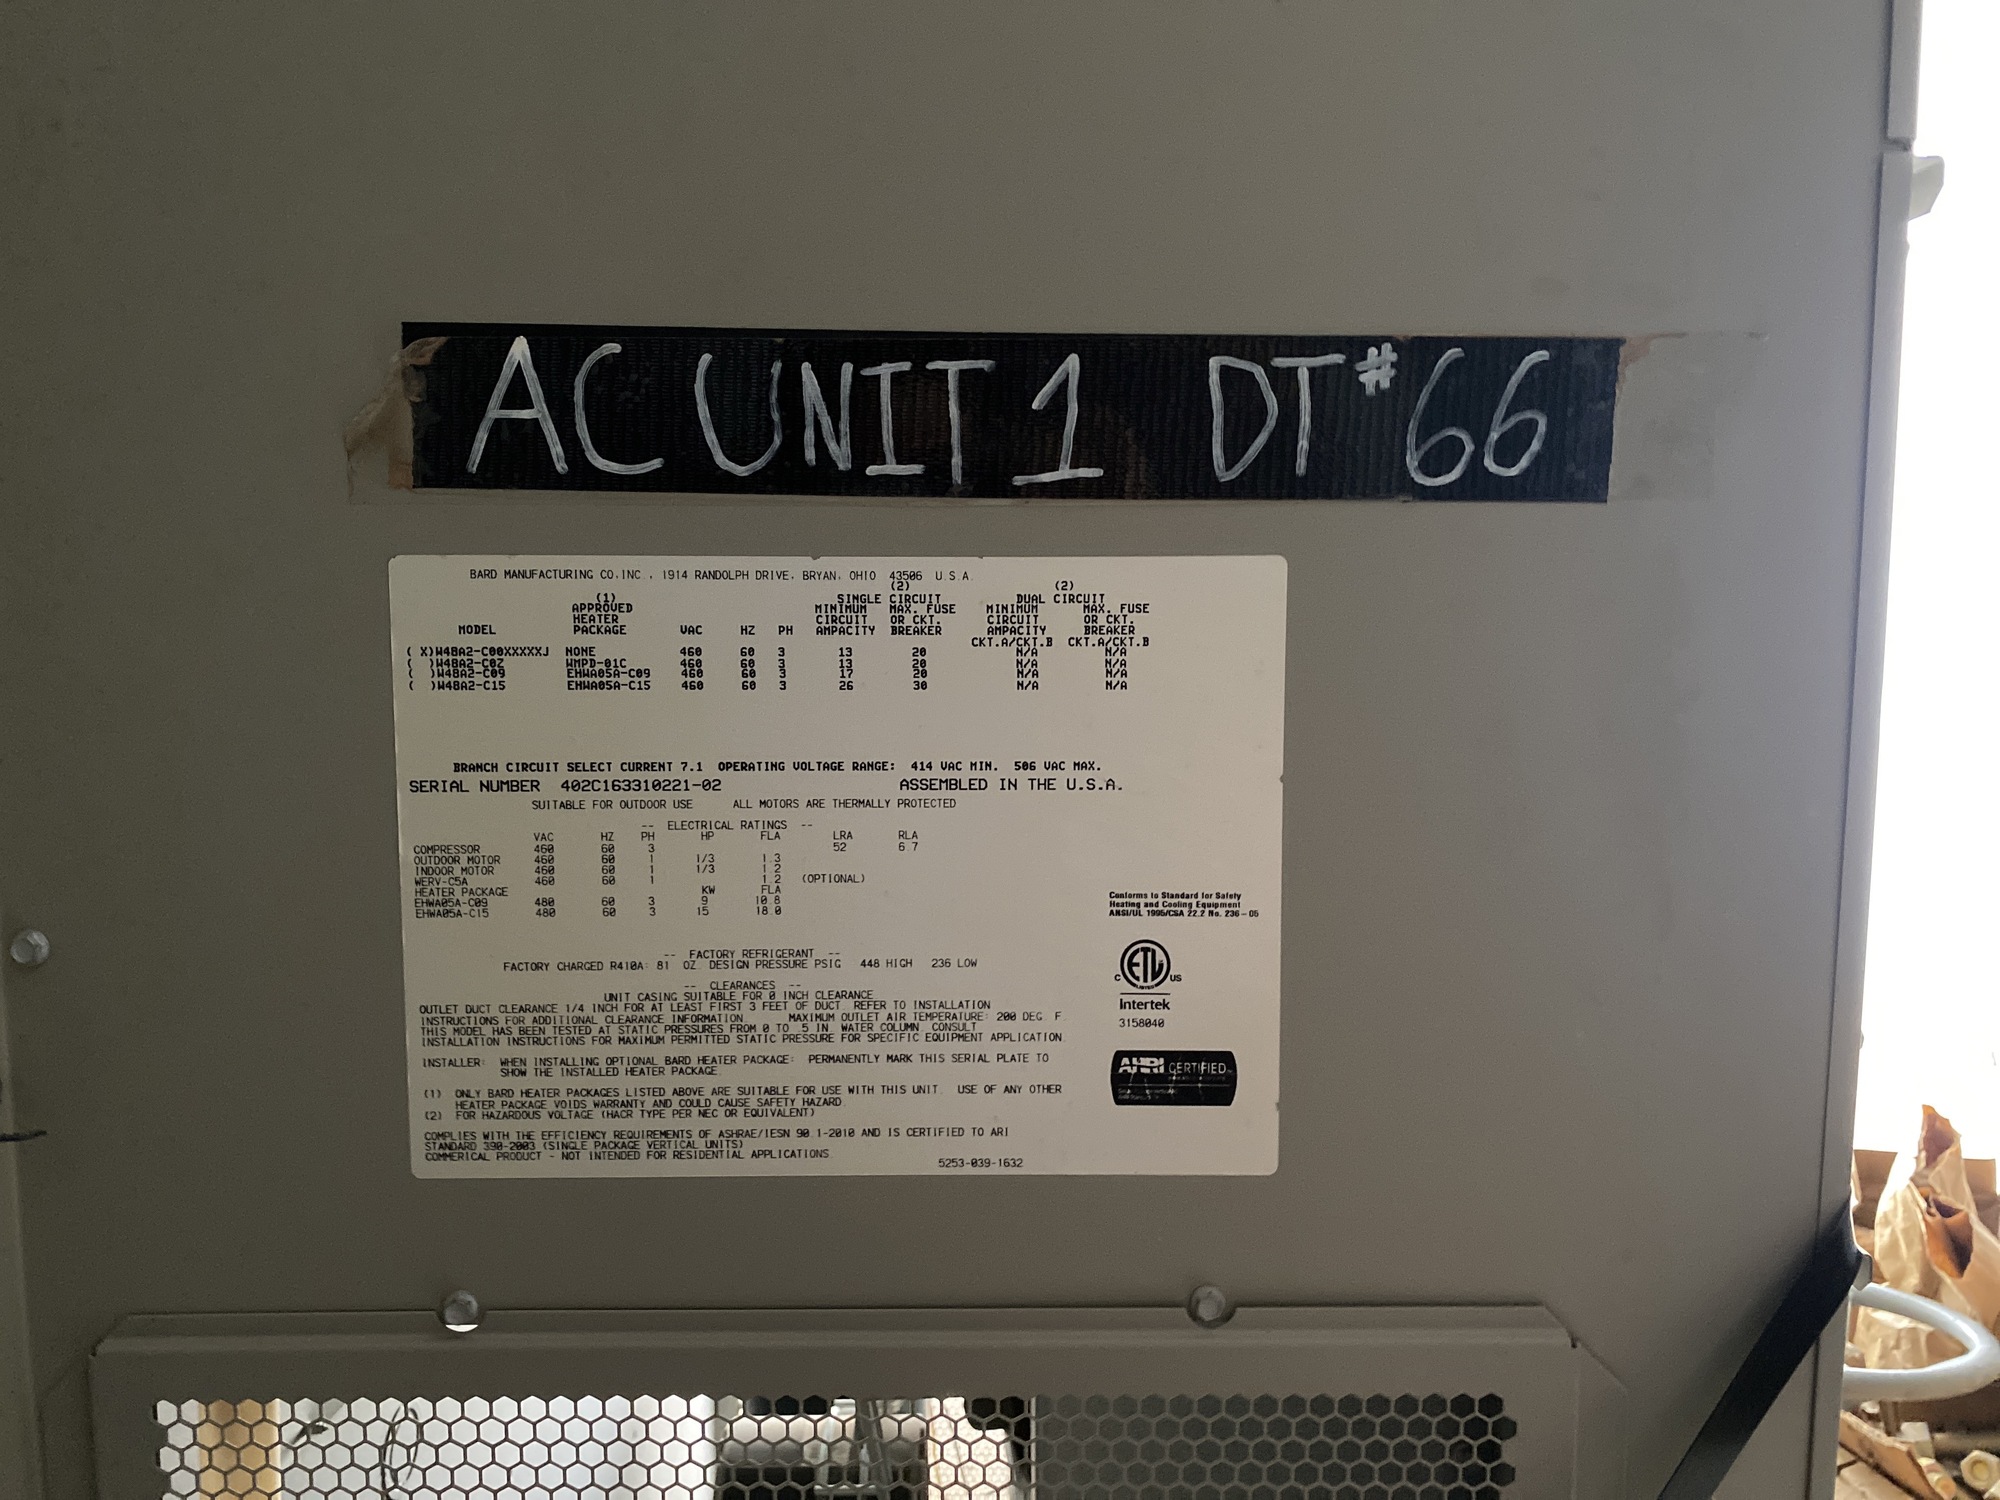 AC UNIT 1 DT#66
BARD MANUFACTURING CO.INC., 1914 RANDOLPH DRIVE, BRYAN, OHIO 43506 U.S.A.
(2) (2)
(1) SINGLE CIRCUIT DUAL CIRCUIT
APPROVED MINIMUM MAX. FUSE MINIMUM MAX. FUSE
HEATER CIRCUIT OR CKT. CIRCUIT OR CKT.
MODEL PACKAGE VAC HZ PH AMPACITY BREAKER AMPACITY BREAKER
CKT.A/CKT.B CKT.A/CKT.B
( X)W48A2-C00XXXXXJ NONE 460 60 3 13 20 N/A N/A
( )W48A2-C0Z WMPD-01C 460 60 3 13 20 N/A N/A
( )W48A2-C09 EHWA05A-C09 460 60 3 17 20 N/A N/A
( )W48A2-C15 EHWA05A-C15 460 60 3 26 30 N/A N/A
BRANCH CIRCUIT SELECT CURRENT 7.1 OPERATING VOLTAGE RANGE: 414 VAC MIN. 506 VAC MAX.
SERIAL NUMBER 402C163310221-02 ASSEMBLED IN THE U.S.A.
SUITABLE FOR OUTDOOR USE ALL MOTORS ARE THERMALLY PROTECTED
-- ELECTRICAL RATINGS --
VAC HZ PH HP FLA LRA RLA
COMPRESSOR 460 60 3 52 6.7
OUTDOOR MOTOR 460 60 1 1/3 1.3
INDOOR MOTOR 460 60 1 1/3 1.2
WERV-C5A 460 60 1 1.2 (OPTIONAL)
HEATER PACKAGE KW FLA
EHWA05A-C09 480 60 3 9 10.8
EHWA05A-C15 480 60 3 15 18.0
Conforms to Standard for Safety
Heating and Cooling Equipment
ANSI/UL 1995/CSA 22.2 No. 236-05
-- FACTORY REFRIGERANT --
FACTORY CHARGED R410A: 81 OZ. DESIGN PRESSURE PSIG 448 HIGH 236 LOW
C ETL US
LISTED
Intertek
3158040
-- CLEARANCES --
UNIT CASING SUITABLE FOR 0 INCH CLEARANCE
OUTLET DUCT CLEARANCE 1/4 INCH FOR AT LEAST FIRST 3 FEET OF DUCT. REFER TO INSTALLATION
INSTRUCTIONS FOR ADDITIONAL CLEARANCE INFORMATION. MAXIMUM OUTLET AIR TEMPERATURE: 200 DEG. F.
THIS MODEL HAS BEEN TESTED AT STATIC PRESSURES FROM 0 TO .5 IN. WATER COLUMN. CONSULT
INSTALLATION INSTRUCTIONS FOR MAXIMUM PERMITTED STATIC PRESSURE FOR SPECIFIC EQUIPMENT APPLICATION.
INSTALLER: WHEN INSTALLING OPTIONAL BARD HEATER PACKAGE: PERMANENTLY MARK THIS SERIAL PLATE TO
SHOW THE INSTALLED HEATER PACKAGE.
AHRI CERTIFIED
(1) ONLY BARD HEATER PACKAGES LISTED ABOVE ARE SUITABLE FOR USE WITH THIS UNIT. USE OF ANY OTHER
HEATER PACKAGE VOIDS WARRANTY AND COULD CAUSE SAFETY HAZARD.
(2) FOR HAZARDOUS VOLTAGE (HACR TYPE PER NEC OR EQUIVALENT)
COMPLIES WITH THE EFFICIENCY REQUIREMENTS OF ASHRAE/IESN 90.1-2010 AND IS CERTIFIED TO ARI
STANDARD 390-2003 (SINGLE PACKAGE VERTICAL UNITS)
COMMERICAL PRODUCT - NOT INTENDED FOR RESIDENTIAL APPLICATIONS.
5253-039-1632